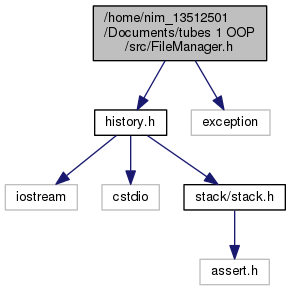 /home/nim_13512501
/Documents/tubes 1 OOP
/src/FileManager.h
history.h
exception
iostream
cstdio
stack/stack.h
assert.h